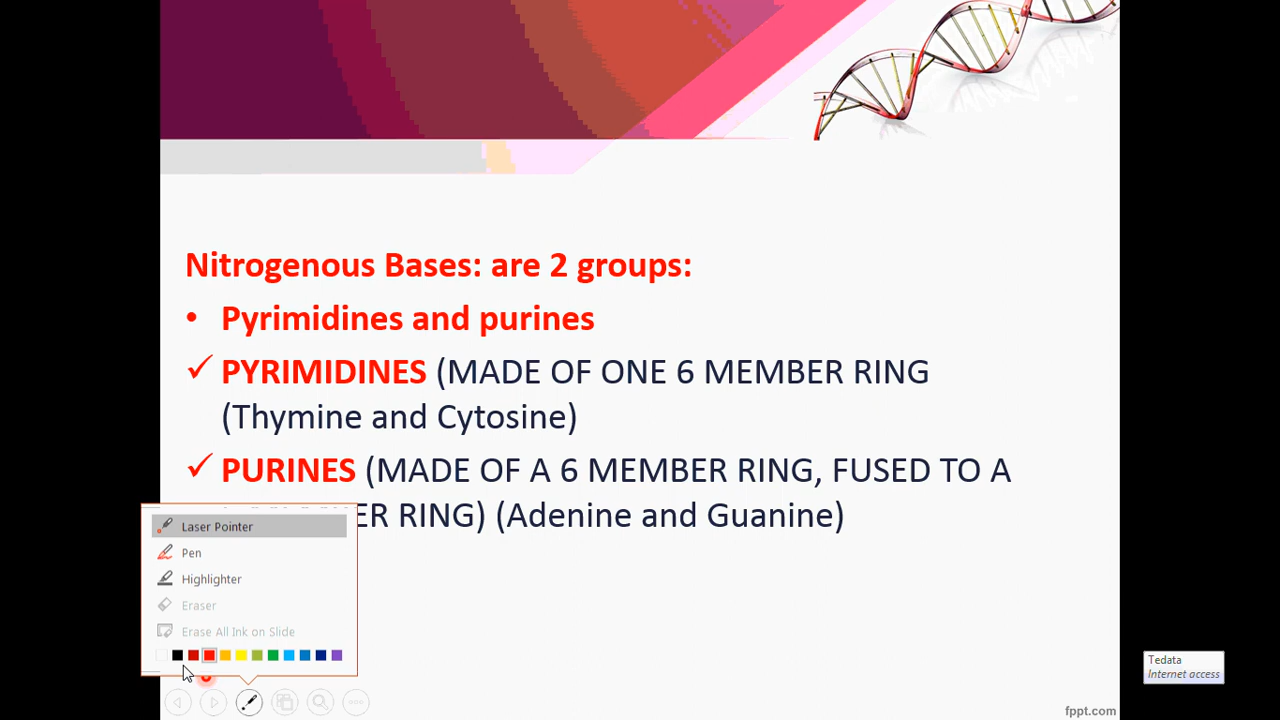 Nitrogenous Bases: are 2 groups:
• Pyrimidines and purines
✓ PYRIMIDINES (MADE OF ONE 6 MEMBER RING
(Thymine and Cytosine)
✓ PURINES (MADE OF A 6 MEMBER RING, FUSED TO A
RING) (Adenine and Guanine)
Laser Pointer
Pen
Highlighter
Eraser
Erase All Ink on Slide
Tedata
Internet access
fppt.com